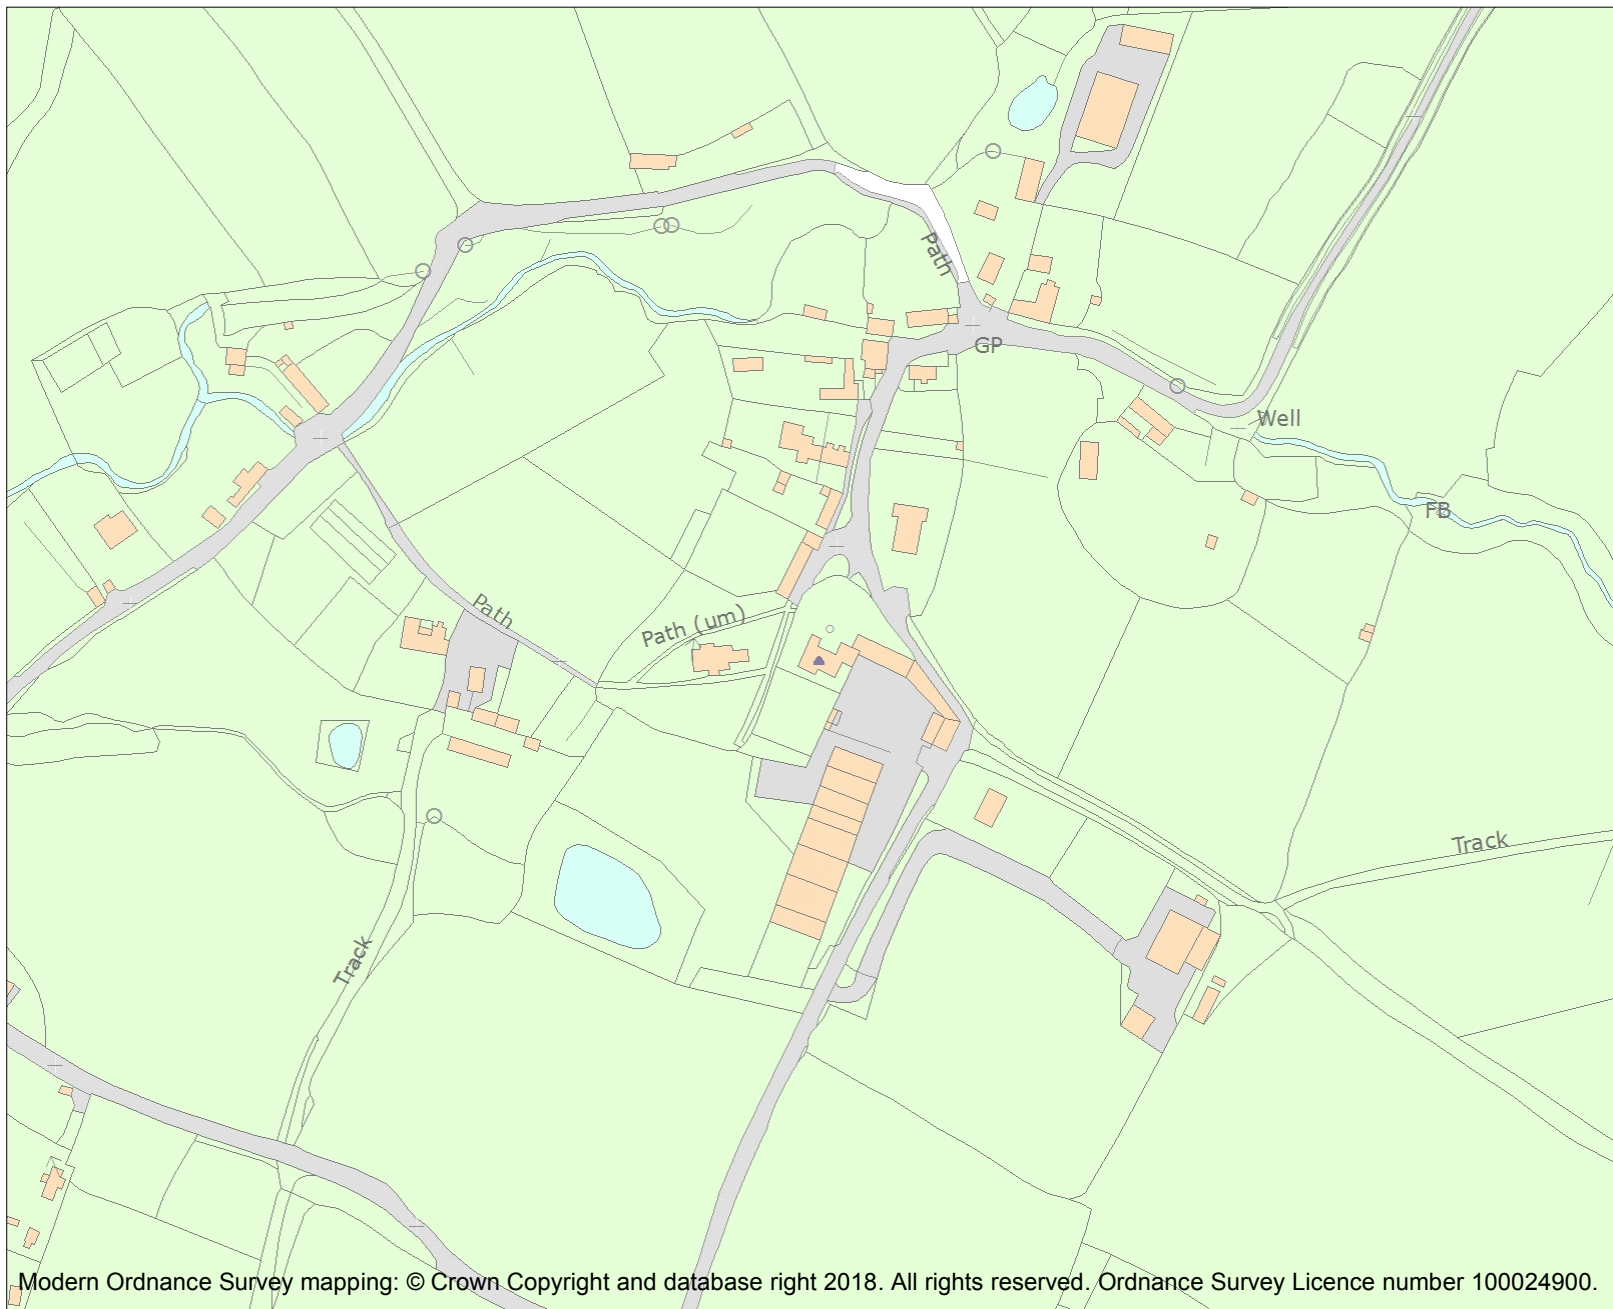 Path
GP
Well
FB
Path
Path (um)
Track
Track
Modern Ordnance Survey mapping: © Crown Copyright and database right 2018. All rights reserved. Ordnance Survey Licence number 100024900.